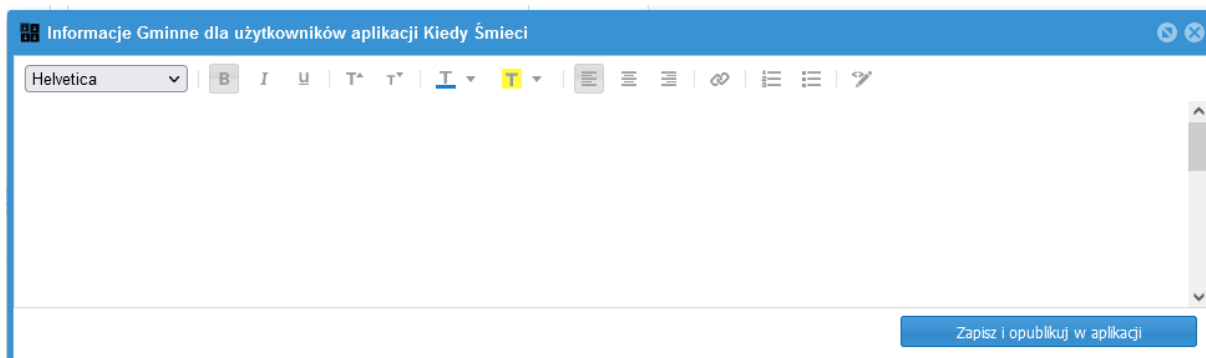 Informacje Gminne dla użytkowników aplikacji Kiedy Śmieci
Helvetica B I U T T T T
Zapisz i opublikuj w aplikacji